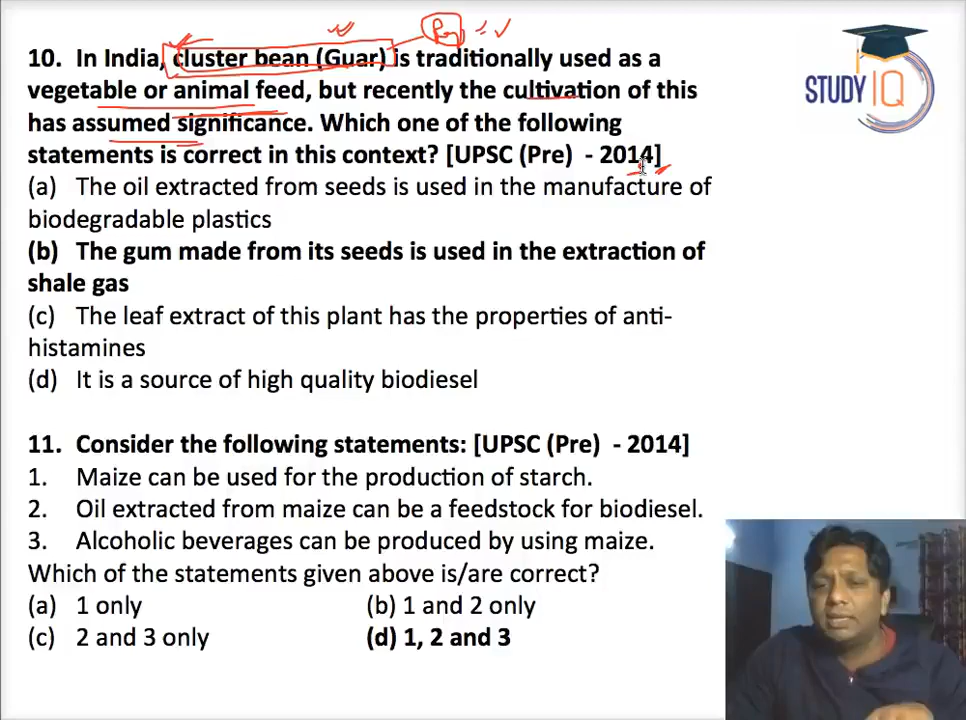 10. In India, cluster bean (Guar) is traditionally used as a
vegetable or animal feed, but recently the cultivation of this
has assumed significance. Which one of the following
statements is correct in this context? [UPSC (Pre) - 2014]
(a) The oil extracted from seeds is used in the manufacture of
biodegradable plastics
(b) The gum made from its seeds is used in the extraction of
shale gas
(c) The leaf extract of this plant has the properties of anti-
histamines
(d) It is a source of high quality biodiesel
11. Consider the following statements: [UPSC (Pre) - 2014]
1. Maize can be used for the production of starch.
2. Oil extracted from maize can be a feedstock for biodiesel.
3. Alcoholic beverages can be produced by using maize.
Which of the statements given above is/are correct?
(a) 1 only (b) 1 and 2 only
(c) 2 and 3 only (d) 1, 2 and 3
STUDY IQ